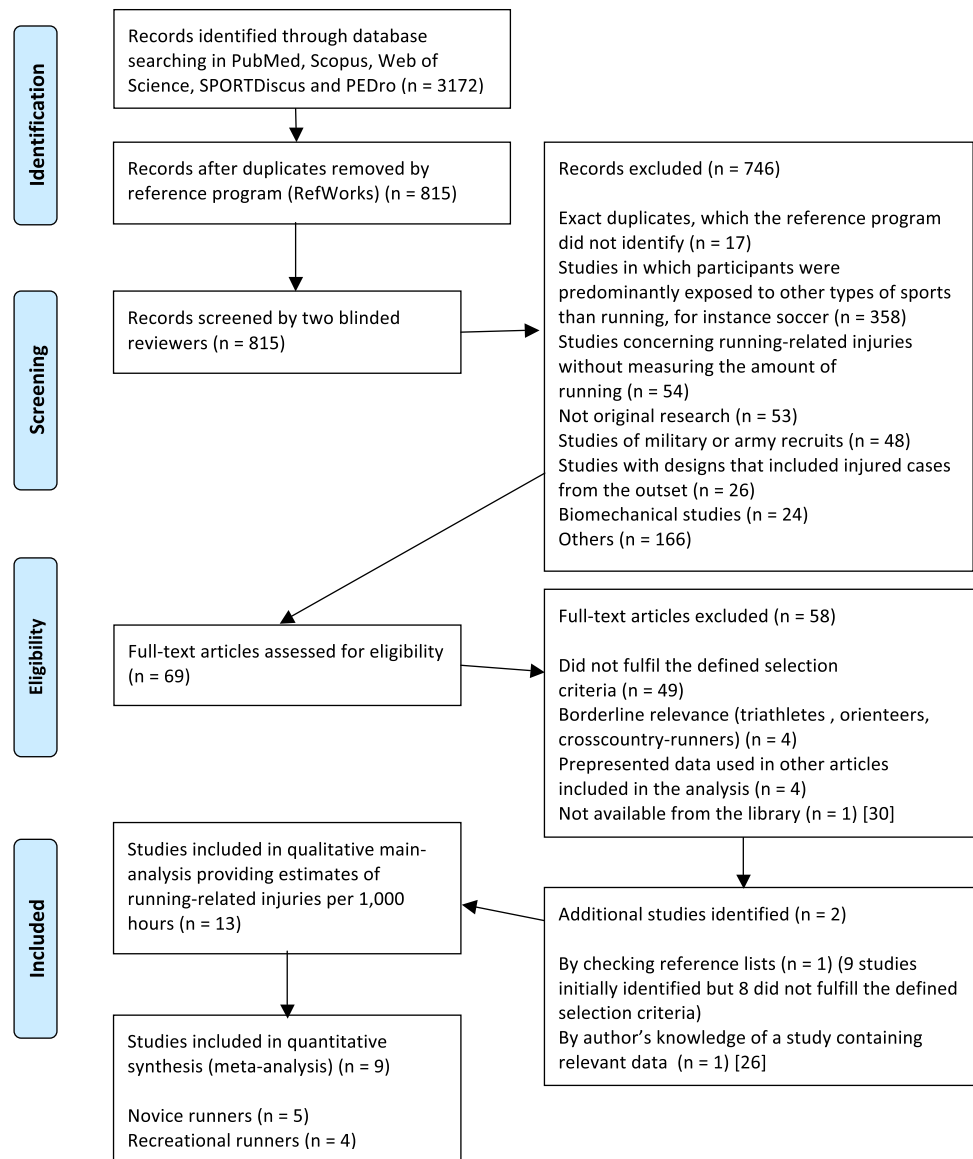 Identification
Records identified through database
searching in PubMed, Scopus, Web of
Science, SPORTDiscus and PEDro (n = 3172)
Records after duplicates removed by
reference program (RefWorks) n = 815)
Screening
Records screened by two blinded
reviewers n = 815)
Records excluded (n = 746)
Exact duplicates, which the reference program
did not identify (n = 17)
Studies in which participants were
predominantly exposed to other types of sports
than running, for instance soccer (n = 358)
Studies concerning running-related injuries
without measuring the amount of
running (n = 54)
Not original research (n = 53)
Studies of military or army recruits (n = 48)
Studies with designs that included injured cases
from the outset (n = 26)
Biomechanical studies (n = 24)
Others (n = 166)
Eligibility
Full-text articles assessed for eligibility
(n = 69)
Full-text articles excluded (n = 58)
Did not fulfil the defined selection
criteria (n = 49)
Borderline relevance (triathletes , orienteers,
crosscountry-runners) (n = 4)
Prepresented data used in other articles
included in the analysis (n = 4)
Not available from the library (n = 1) [30]
Included
Studies included in qualitative main-
analysis providing estimates of
running-related injuries per 1,000
hours (n = 13)
Additional studies identified (n = 2)
By checking reference lists (n = 1) (9 studies
initially identified but 8 did not fulfill the defined
selection criteria)
By author's knowledge of a study containing
relevant data (n = 1) [26]
Studies included in quantitative
synthesis (meta-analysis) (n = 9)
Novice runners (n = 5)
Recreational runners (n = 4)